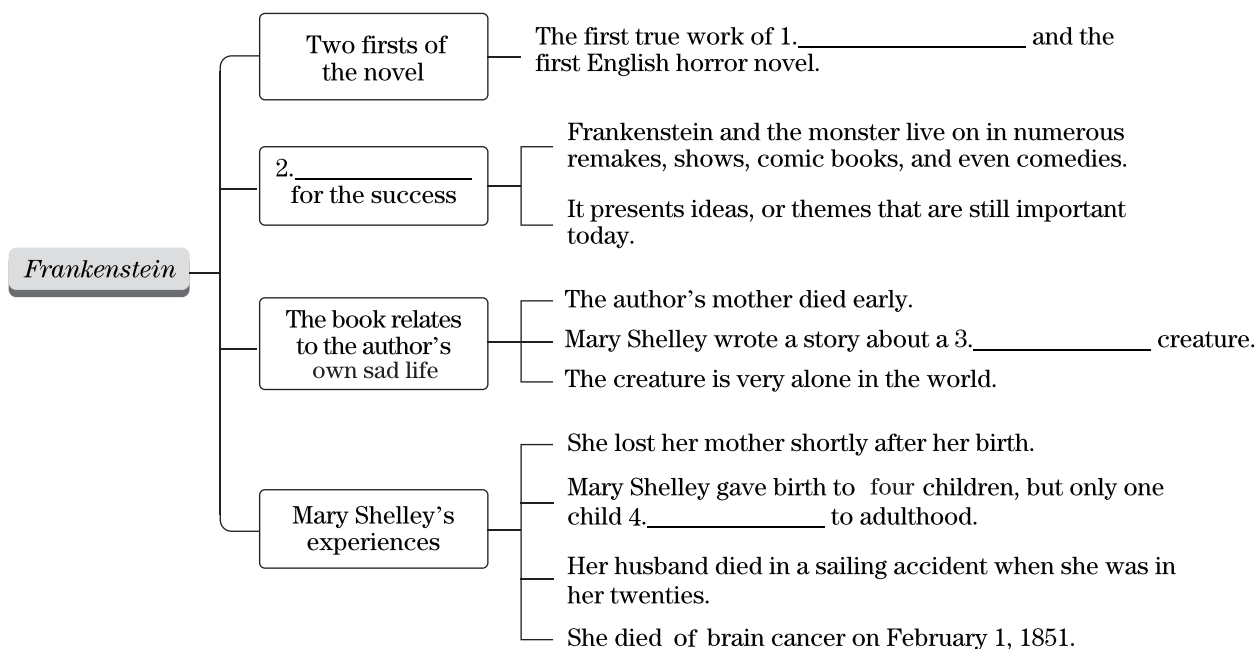 Frankenstein
Two firsts of
the novel
The first true work of 1.____________________ and the
first English horror novel.
2.________________
for the success
Frankenstein and the monster live on in numerous
remakes, shows, comic books, and even comedies.
It presents ideas, or themes that are still important
today.
The book relates
to the author's
own sad life
The author's mother died early.
Mary Shelley wrote a story about a 3.________________ creature.
The creature is very alone in the world.
Mary Shelley's
experiences
She lost her mother shortly after her birth.
Mary Shelley gave birth to four children, but only one
child 4.________________ to adulthood.
Her husband died in a sailing accident when she was in
her twenties.
She died of brain cancer on February 1, 1851.